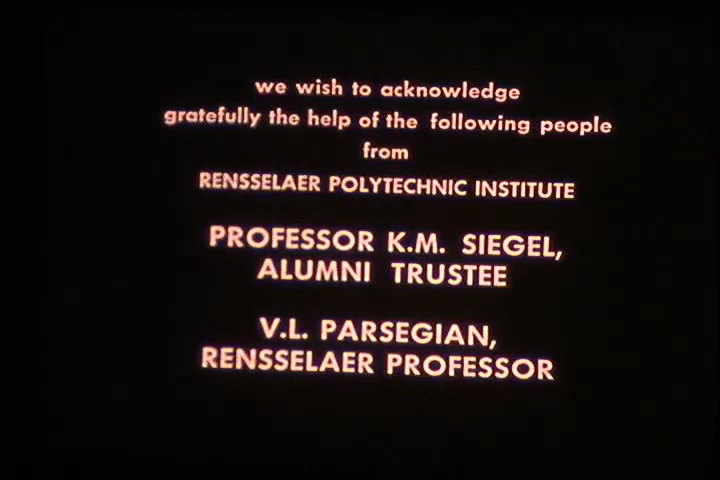 we wish to acknowledge
gratefully the help of the following people
from
RENSSELAER POLYTECHNIC INSTITUTE
PROFESSOR K.M. SIEGEL,
ALUMNI TRUSTEE
V.L. PARSEGIAN,
RENSSELAER PROFESSOR